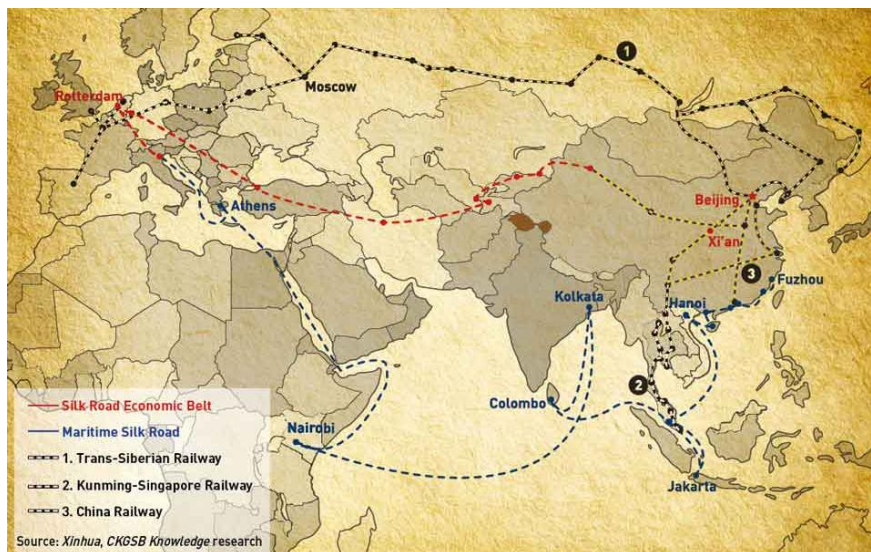 1
Moscow
Rotterdam
Beijing
Athens
Xi'an
3
Fuzhou
Kolkata
Hanoi
2
Colombo
Nairobi
Jakarta
Silk Road Economic Belt
Maritime Silk Road
1. Trans-Siberian Railway
2. Kunming-Singapore Railway
3. China Railway
Source: Xinhua, CKGSB Knowledge research